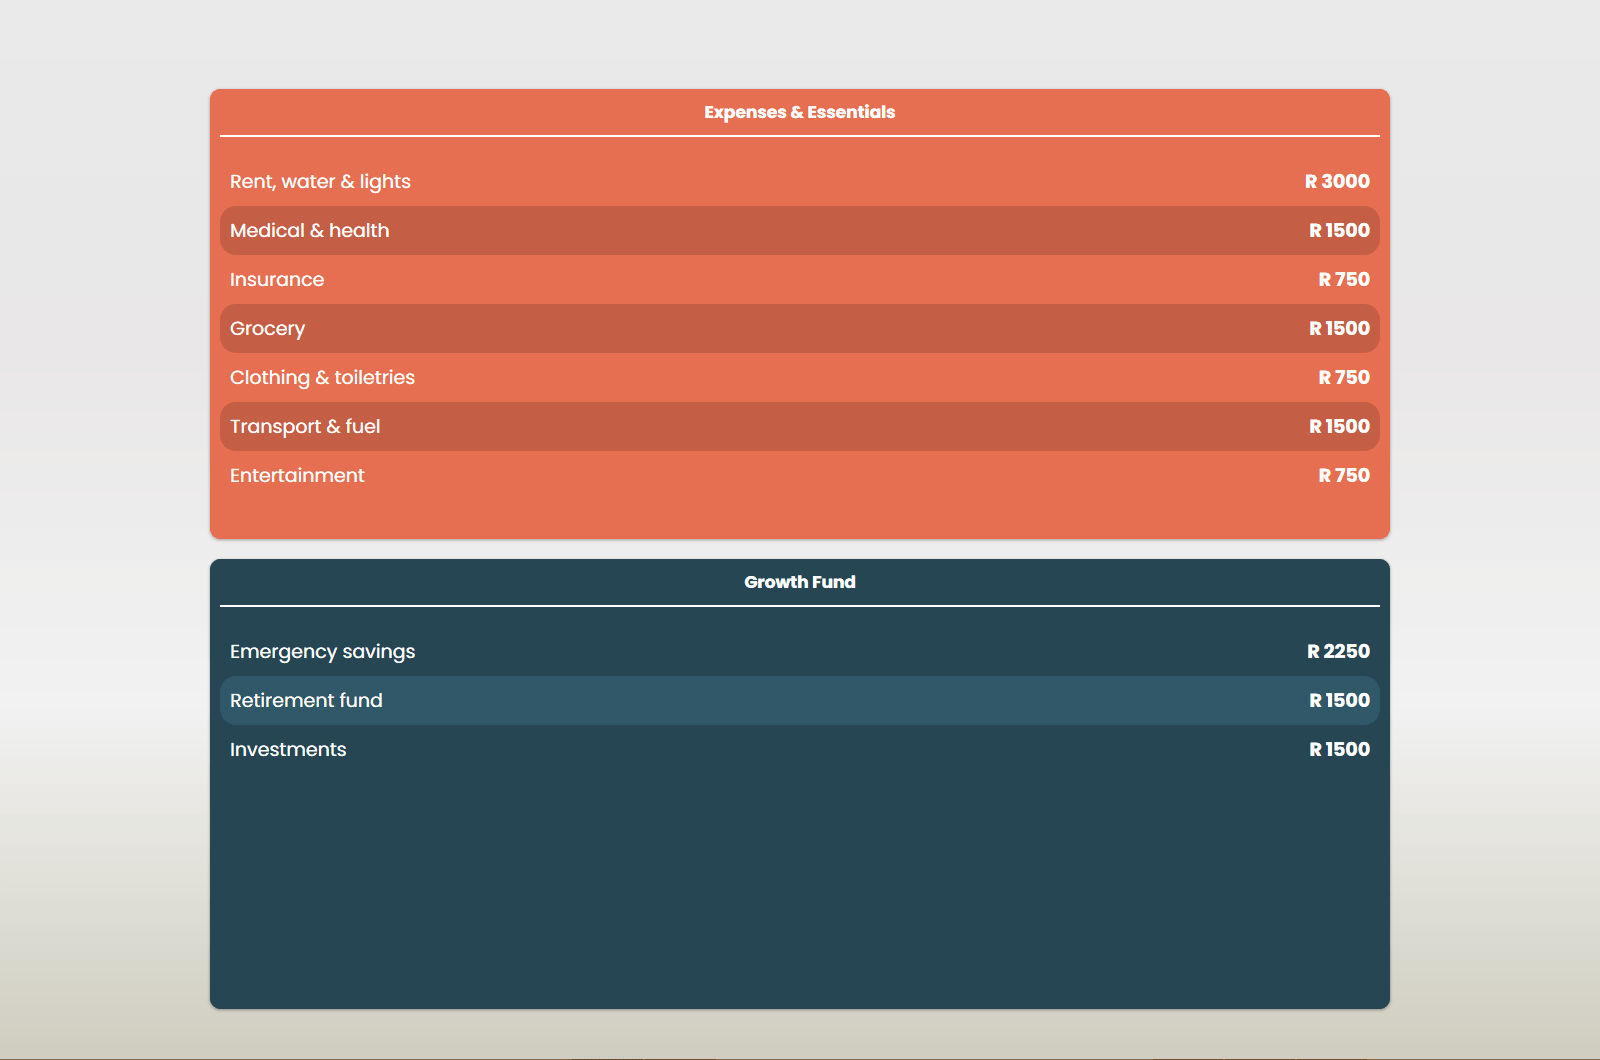 Expenses & Essentials
Rent, water & lights R 3000
Medical & health R 1500
Insurance R 750
Grocery R 1500
Clothing & toiletries R 750
Transport & fuel R 1500
Entertainment R 750
Growth Fund
Emergency savings R 2250
Retirement fund R 1500
Investments R 1500